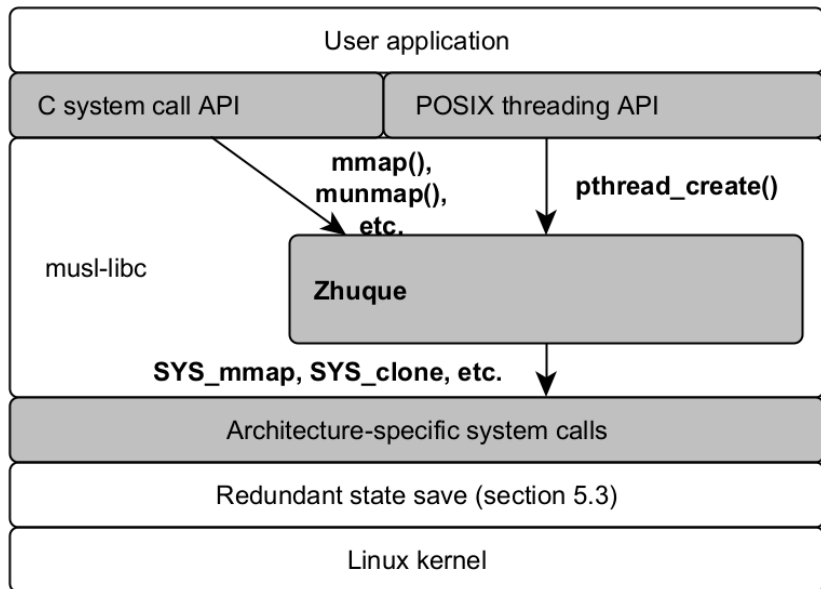 User application
C system call API
POSIX threading API
mmap(),
munmap(),
etc.
pthread_create()
musl-libc
Zhuque
SYS_mmap, SYS_clone, etc.
Architecture-specific system calls
Redundant state save (section 5.3)
Linux kernel